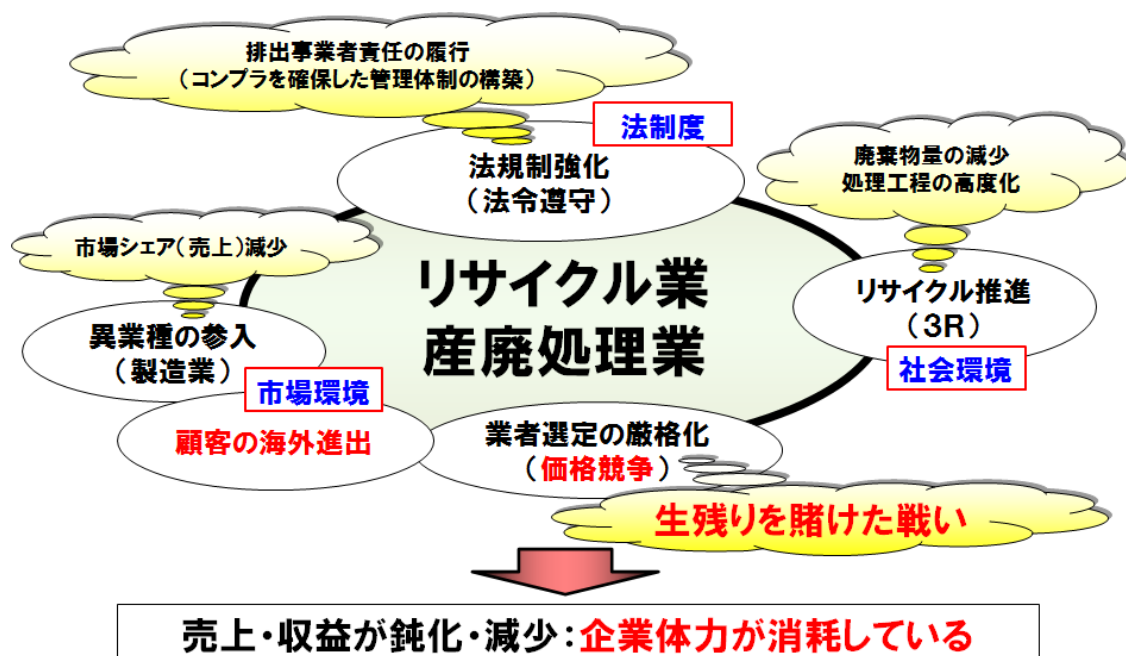 排出事業者責任の履行
（コンプラを確保した管理体制の構築）
法制度
法規制強化
（法令遵守）
廃棄物量の減少
処理工程の高度化
市場シェア（売上）減少
リサイクル業
産廃処理業
リサイクル推進
（３Ｒ）
社会環境
異業種の参入
（製造業）
市場環境
顧客の海外進出
業者選定の厳格化
（価格競争）
生残りを賭けた戦い
売上・収益が鈍化・減少：企業体力が消耗している